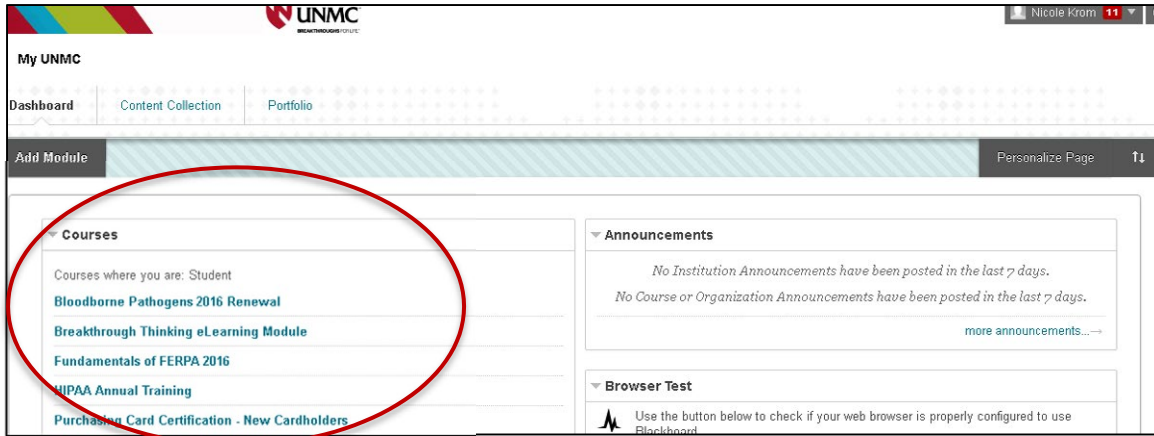 UNMC
BREAKTHROUGHS FOR LIFE
Nicole Krom 11
My UNMC
Dashboard Content Collection Portfolio
Add Module Personalize Page
Courses
Courses where you are: Student
Bloodborne Pathogens 2016 Renewal
Breakthrough Thinking eLearning Module
Fundamentals of FERPA 2016
HIPAA Annual Training
Purchasing Card Certification - New Cardholders
Announcements
No Institution Announcements have been posted in the last 7 days.
No Course or Organization Announcements have been posted in the last 7 days.
more announcements...→
Browser Test
Use the button below to check if your web browser is properly configured to use
Blackboard